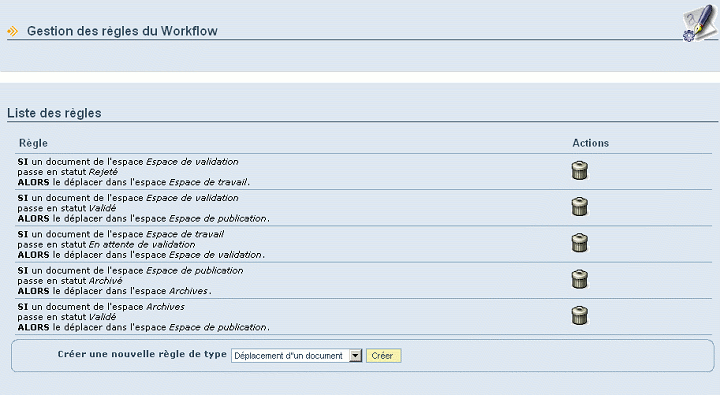 Gestion des règles du Workflow
Liste des règles
Règle Actions
SI un document de l'espace Espace de validation
passe en statut Rejeté
ALORS le déplacer dans l'espace Espace de travail.
SI un document de l'espace Espace de validation
passe en statut Validé
ALORS le déplacer dans l'espace Espace de publication.
SI un document de l'espace Espace de travail
passe en statut En attente de validation
ALORS le déplacer dans l'espace Espace de validation.
SI un document de l'espace Espace de publication
passe en statut Archivé
ALORS le déplacer dans l'espace Archives.
SI un document de l'espace Archives
passe en statut Validé
ALORS le déplacer dans l'espace Espace de publication.
Créer une nouvelle règle de type Déplacement d"un document Créer